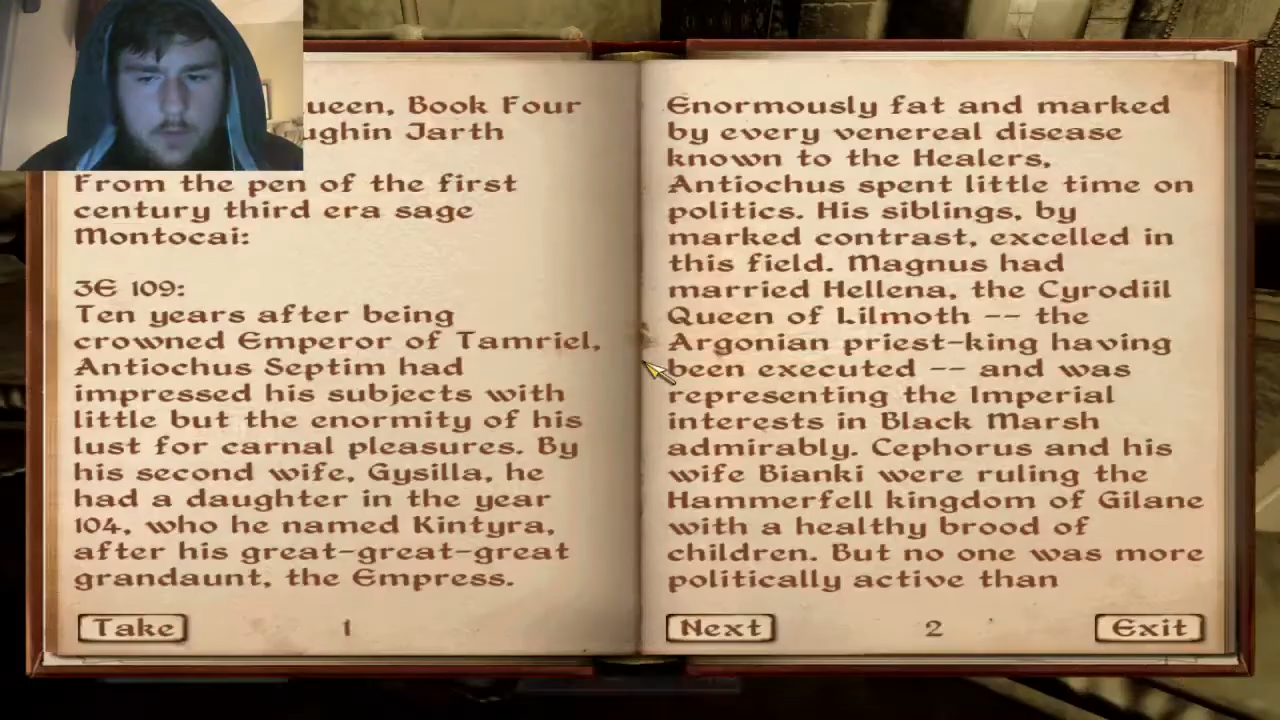 ueen, Book Four
ughin Jarth
From the pen of the first
century third era sage
Montocai:
3E 109:
Ten years after being
crowned Emperor of Tamriel,
Antiochus Septim had
impressed his subjects with
little but the enormity of his
lust for carnal pleasures. By
his second wife, Gysilla, he
had a daughter in the year
104, who he named Kintyra,
after his great-great-great
grandaunt, the Empress.
Take
1
Enormously fat and marked
by every venereal disease
known to the Healers,
Antiochus spent little time on
politics. His siblings, by
marked contrast, excelled in
this field. Magnus had
married Hellena, the Cyrodiil
Queen of Lilmoth -- the
Argonian priest-king having
been executed -- and was
representing the Imperial
interests in Black Marsh
admirably. Cephorus and his
wife Bianki were ruling the
Hammerfell kingdom of Gilane
with a healthy brood of
children. But no one was more
politically active than
Next
2
Exit